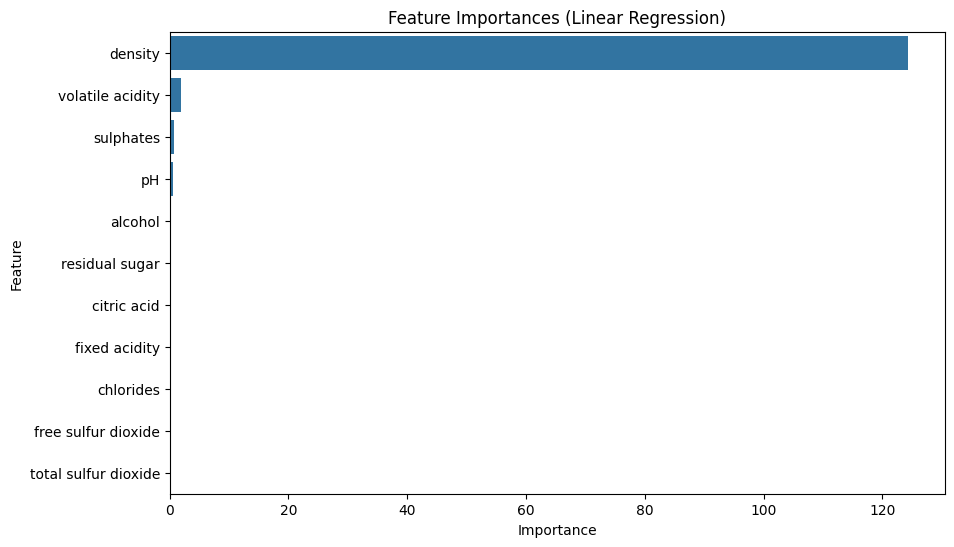 Feature Importances (Linear Regression)
density
volatile acidity
sulphates
pH
alcohol
residual sugar
citric acid
fixed acidity
chlorides
free sulfur dioxide
total sulfur dioxide
Feature
0 20 40 60 80 100 120
Importance